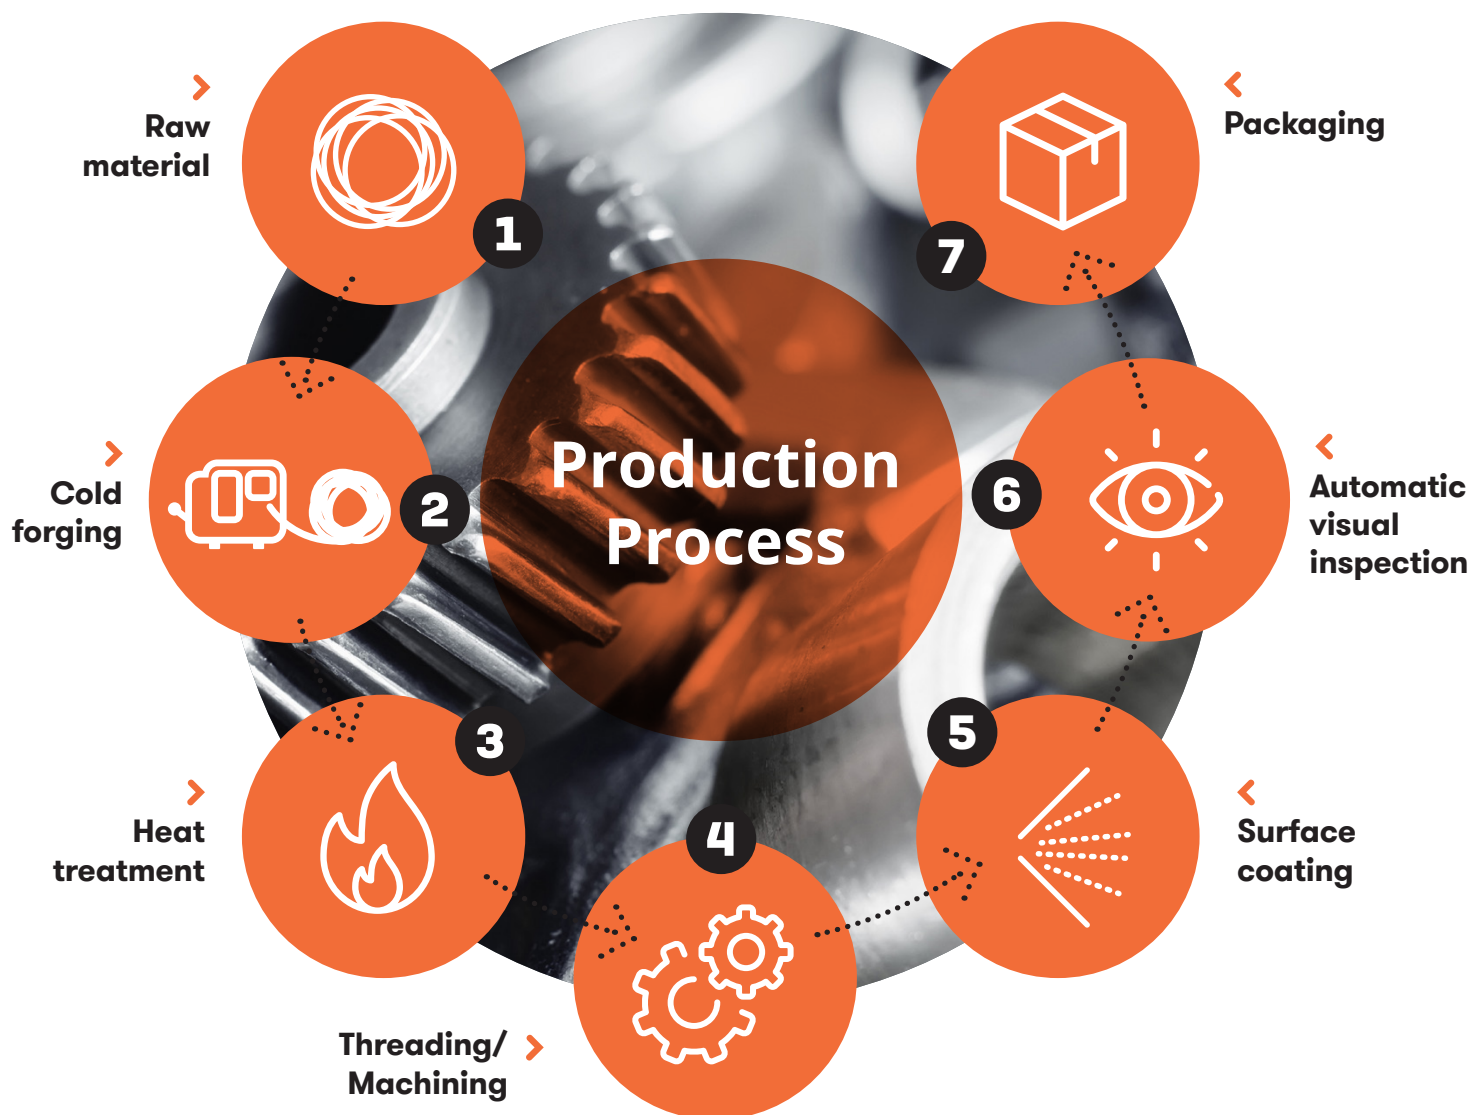 Raw
material
1
Cold
forging
2
Heat
treatment
3
Threading/
Machining
4
Surface
coating
5
Automatic
visual
inspection
6
Packaging
7
Production
Process